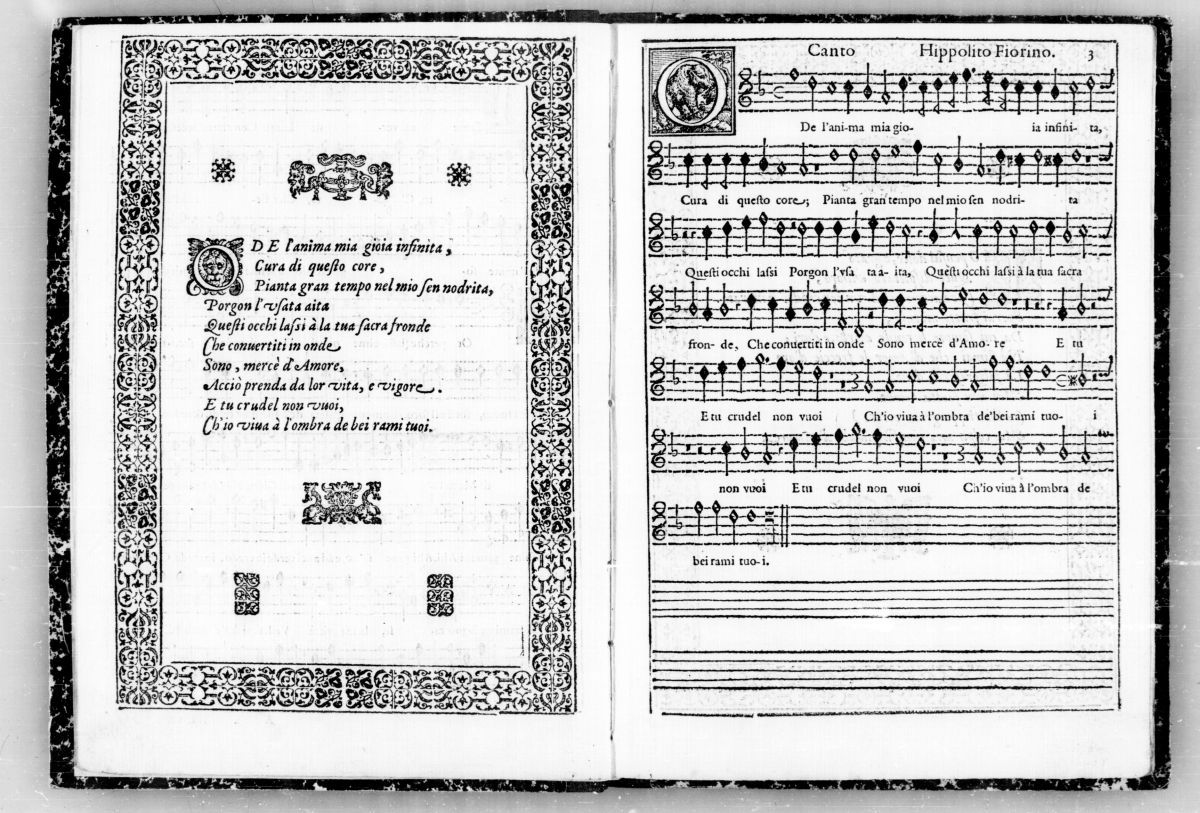 O DE l'anima mia gioia infinita,
Cura di queſto core,
Pianta gran tempo nel mio ſen nodrita,
Porgon l'vſata aita
Queſti occhi laſsi à la tua ſacra fronde
Che conuertiti in onde
Sono, mercè d'Amore,
Acciò prenda da lor vita, e vigore.
E tu crudel non vuoi,
Ch'io viua à l'ombra de bei rami tuoi.
Canto Hippolito Fiorino. 3
O De l'ani-ma mia gio- ia infini- ta,
Cura di queſto core; Pianta gran tempo nel mio ſen nodri- ta
Queſti occhi laſsi Porgon l'vſa ta a-ita, Queſti occhi laſsi à la tua ſacra
fron- de, Che conuertiti in onde Sono mercè d'Amo-re E tu
E tu crudel non vuoi Ch'io viua à l'ombra de' bei rami tuo- i
non vuoi E tu crudel non vuoi Ch'io viua à l'ombra de
bei rami tuo-i.